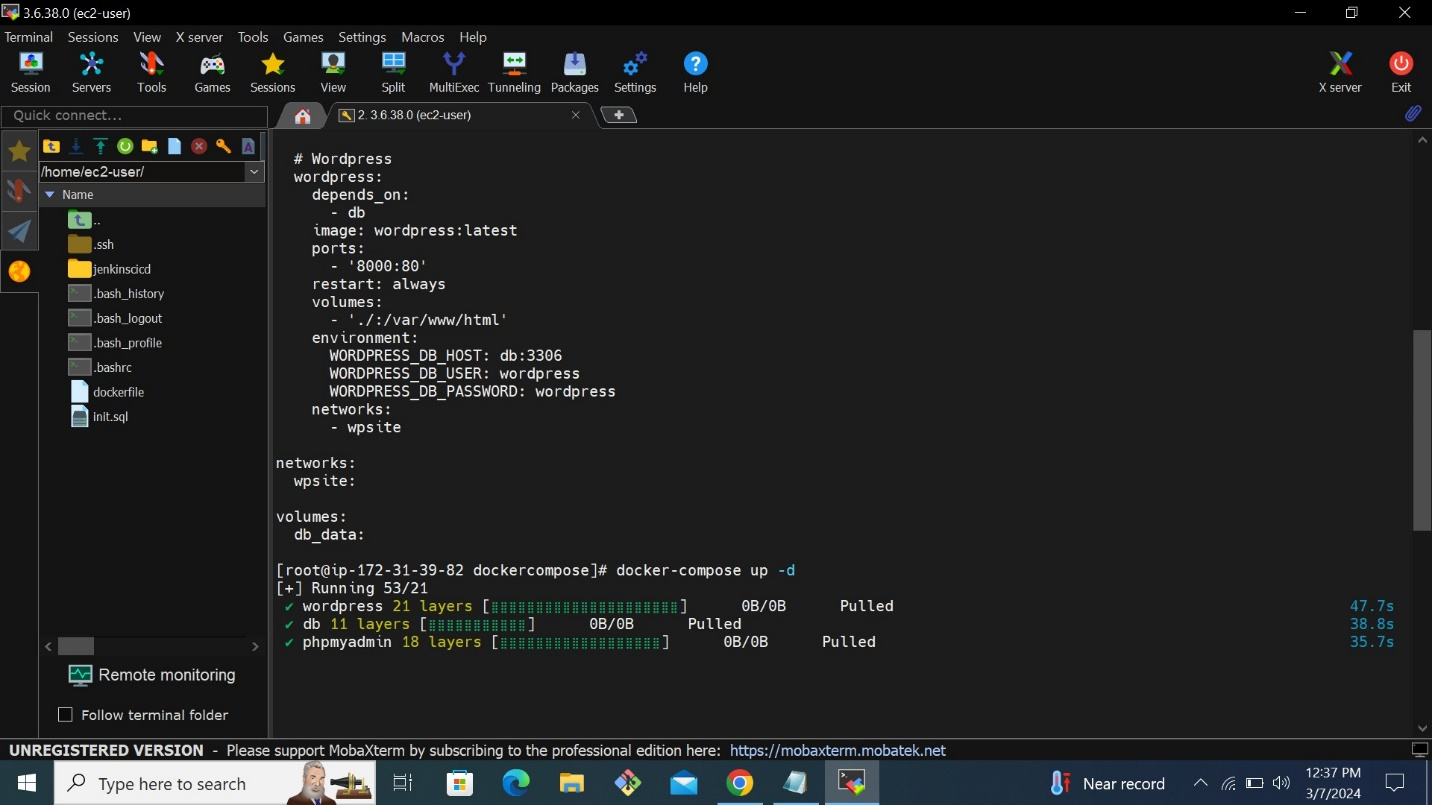 3.6.38.0 (ec2-user)
Terminal Sessions View X server Tools Games Settings Macros Help
Session Servers Tools Games Sessions View Split MultiExec Tunneling Packages Settings Help X server Exit
Quick connect...
2. 3.6.38.0 (ec2-user)
/home/ec2-user/
Name
..
.ssh
jenkinscicd
.bash_history
.bash_logout
.bash_profile
.bashrc
dockerfile
init.sql
Remote monitoring
Follow terminal folder
# Wordpress
wordpress:
depends_on:
- db
image: wordpress:latest
ports:
- '8000:80'
restart: always
volumes:
- './:/var/www/html'
environment:
WORDPRESS_DB_HOST: db:3306
WORDPRESS_DB_USER: wordpress
WORDPRESS_DB_PASSWORD: wordpress
networks:
- wpsite
networks:
wpsite:
volumes:
db_data:
[root@ip-172-31-39-82 dockercompose]# docker-compose up -d
[+] Running 53/21
✔ wordpress 21 layers [⣿⣿⣿⣿⣿⣿⣿⣿⣿⣿⣿⣿⣿⣿⣿⣿⣿⣿⣿⣿⣿] 0B/0B Pulled 47.7s
✔ db 11 layers [⣿⣿⣿⣿⣿⣿⣿⣿⣿⣿⣿] 0B/0B Pulled 38.8s
✔ phpmyadmin 18 layers [⣿⣿⣿⣿⣿⣿⣿⣿⣿⣿⣿⣿⣿⣿⣿⣿⣿⣿] 0B/0B Pulled 35.7s
UNREGISTERED VERSION - Please support MobaXterm by subscribing to the professional edition here: https://mobaxterm.mobatek.net
Type here to search
Near record
12:37 PM
3/7/2024